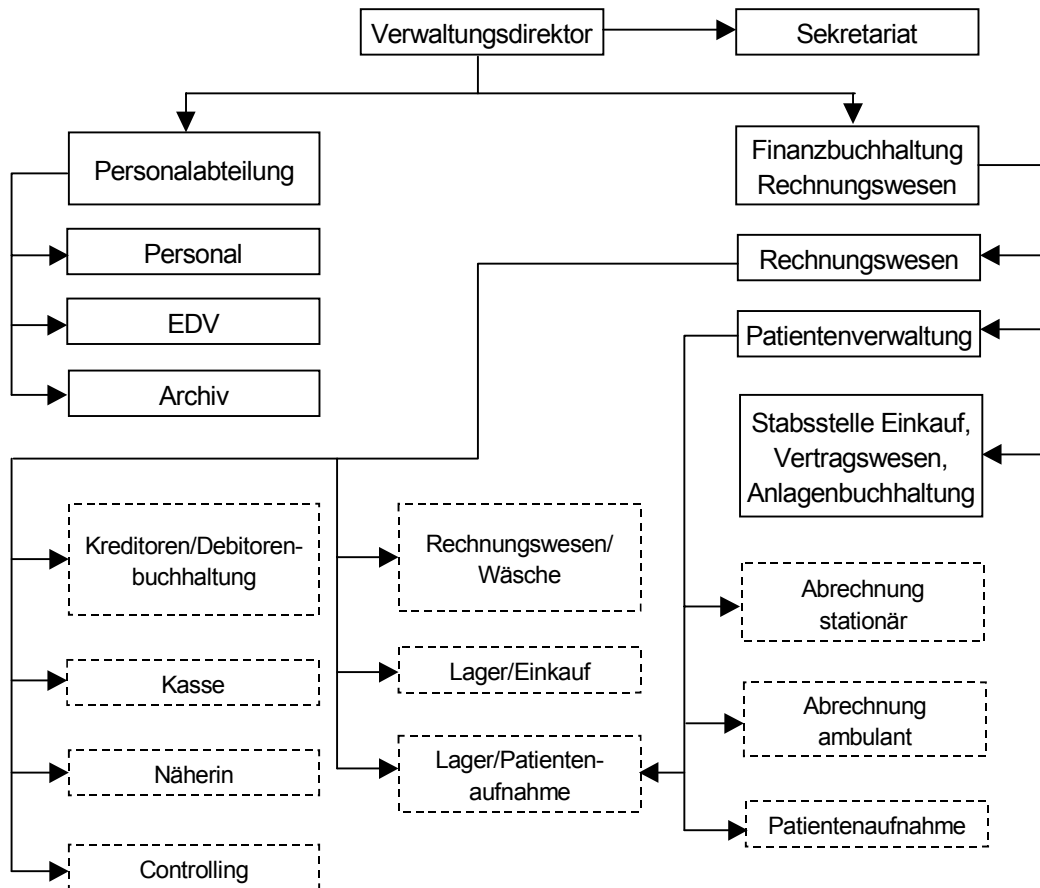 Verwaltungsdirektor
Sekretariat
Personalabteilung
Finanzbuchhaltung
Rechnungswesen
Personal
Rechnungswesen
EDV
Patientenverwaltung
Archiv
Stabsstelle Einkauf,
Vertragswesen,
Anlagenbuchhaltung
Kreditoren/Debitoren-
buchhaltung
Rechnungswesen/
Wäsche
Abrechnung
stationär
Kasse
Lager/Einkauf
Abrechnung
ambulant
Näherin
Lager/Patienten-
aufnahme
Patientenaufnahme
Controlling